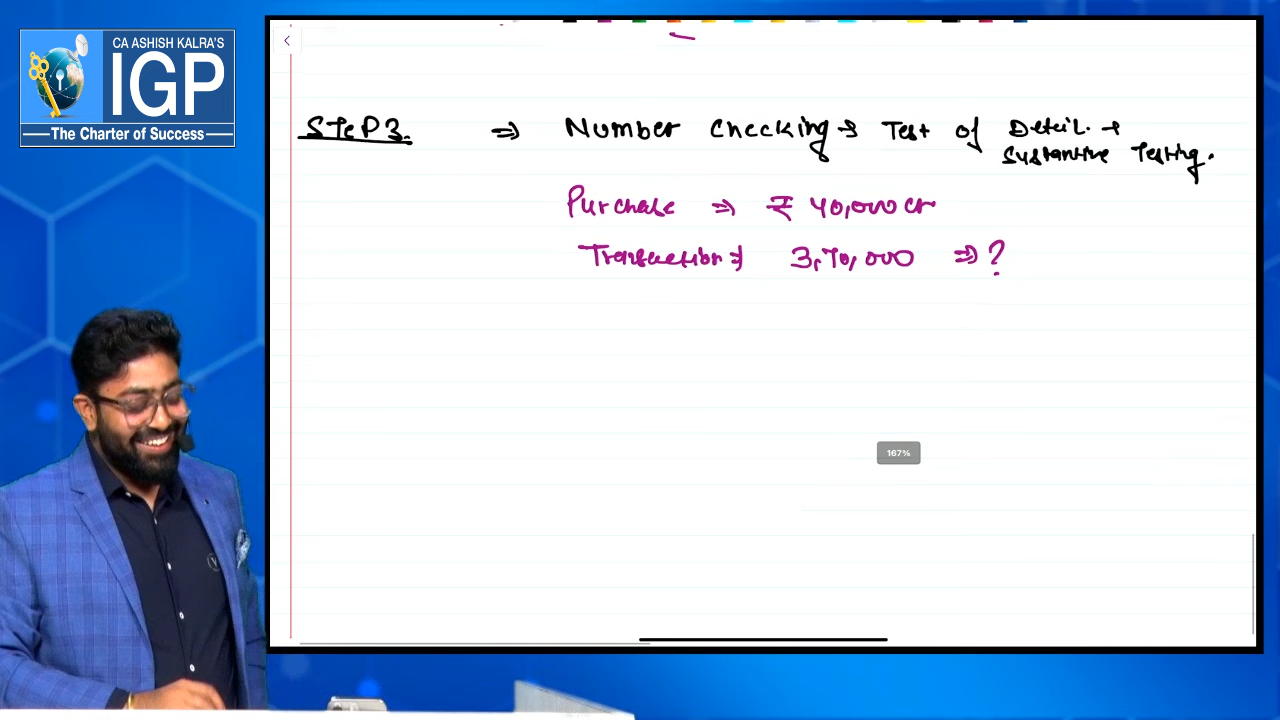 CA ASHISH KALRA'S
IGP
The Charter of Success
STEP 3. ⇒ Number Checking → Test of Detail. →
Sustantive Testing.
Purchase ⇒ ₹ 40,000 cr
Transaction ⇒ 3,70,000 ⇒ ?
167%